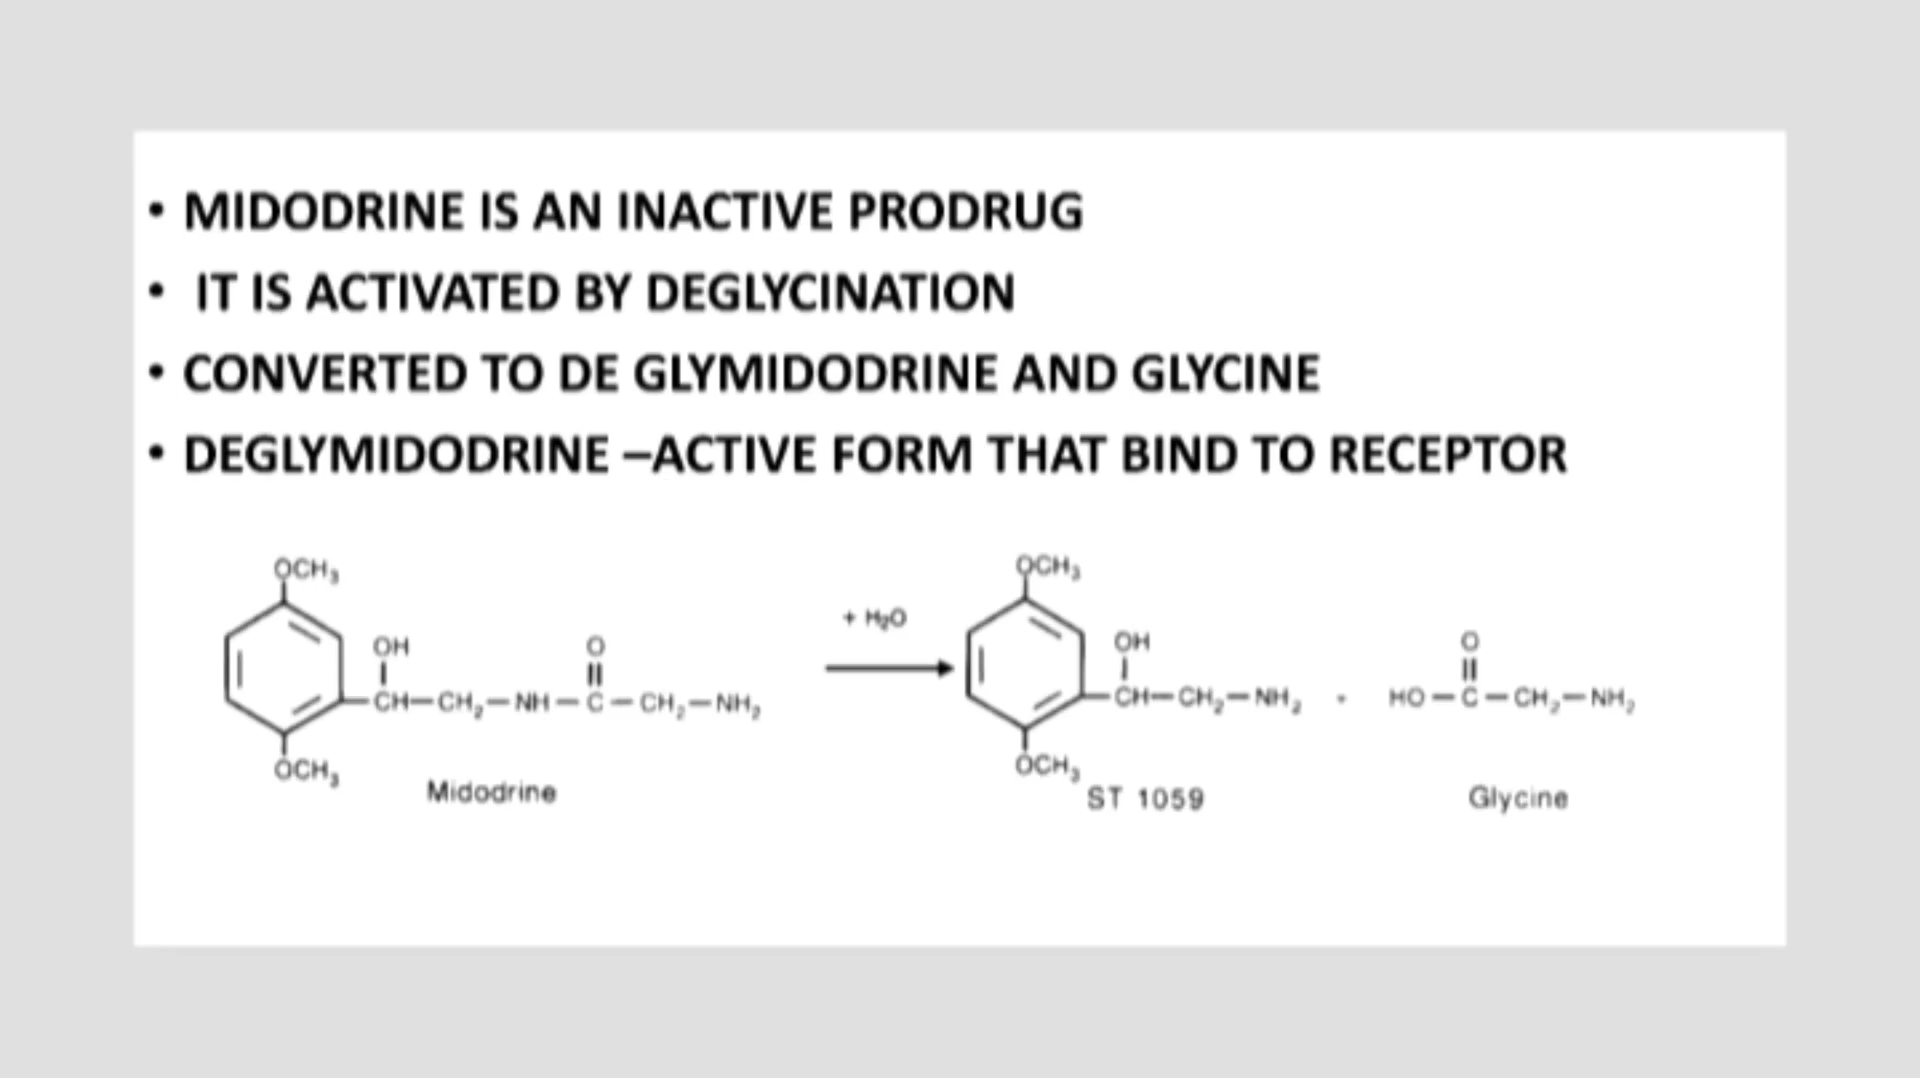 • MIDODRINE IS AN INACTIVE PRODRUG
• IT IS ACTIVATED BY DEGLYCINATION
• CONVERTED TO DE GLYMIDODRINE AND GLYCINE
• DEGLYMIDODRINE –ACTIVE FORM THAT BIND TO RECEPTOR
OCH₃
OH
O
CH—CH₂—NH—C—CH₂—NH₂
OCH₃
Midodrine
+ H₂O
OCH₃
OH
CH—CH₂—NH₂
OCH₃
ST 1059
O
HO—C—CH₂—NH₂
Glycine